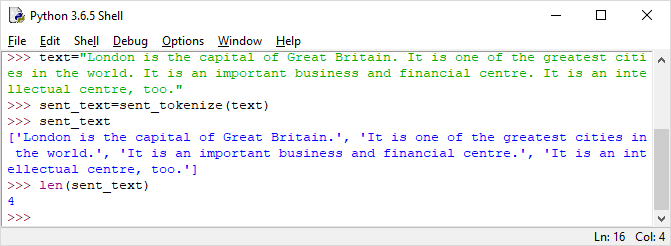 Python 3.6.5 Shell
File Edit Shell Debug Options Window Help
>>> text="London is the capital of Great Britain. It is one of the greatest citi
es in the world. It is an important business and financial centre. It is an inte
llectual centre, too."
>>> sent_text=sent_tokenize(text)
>>> sent_text
['London is the capital of Great Britain.', 'It is one of the greatest cities in
 the world.', 'It is an important business and financial centre.', 'It is an int
ellectual centre, too.']
>>> len(sent_text)
4
>>>
Ln: 16 Col: 4